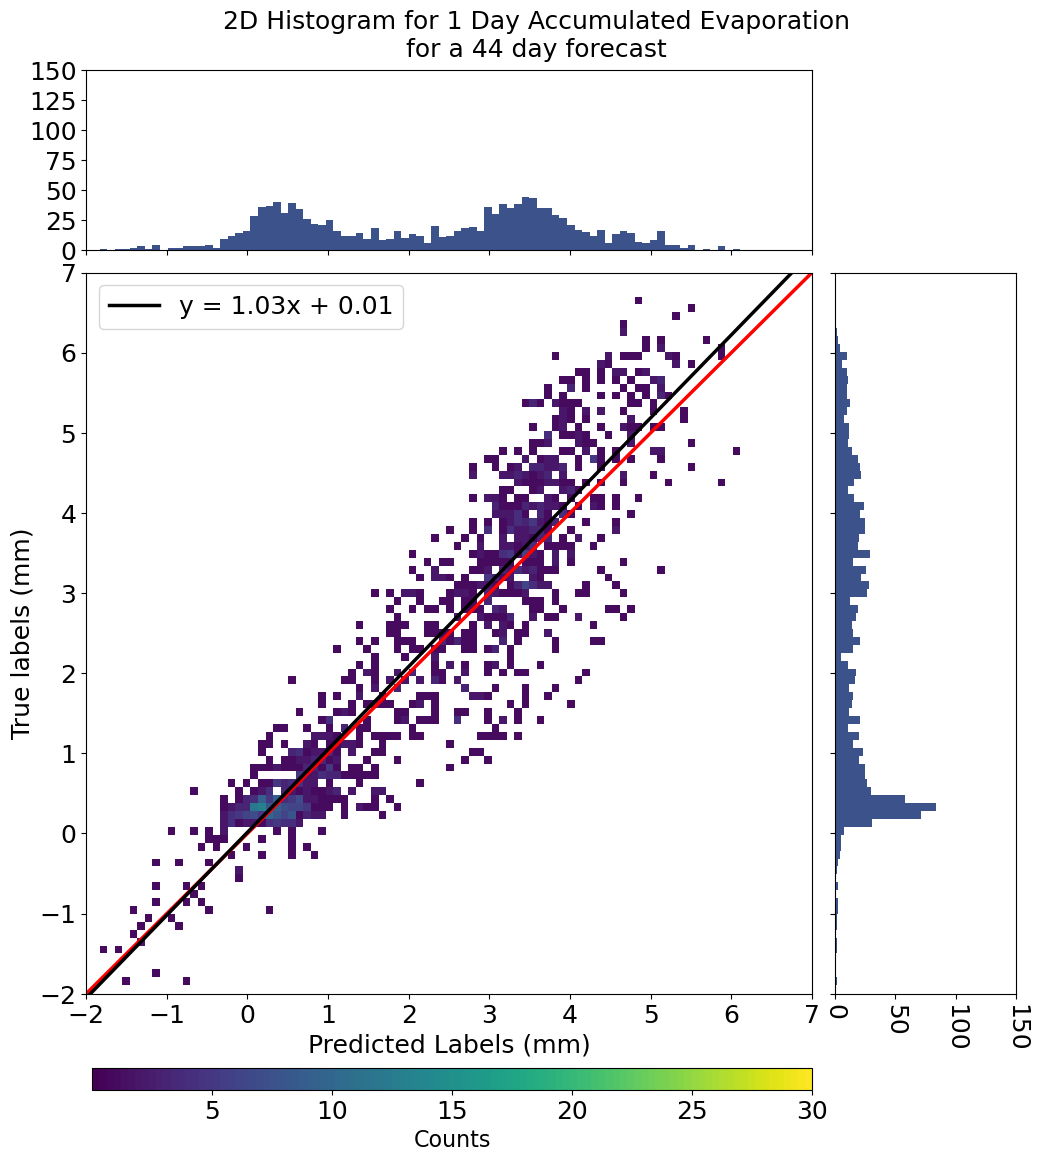 2D Histogram for 1 Day Accumulated Evaporation
for a 44 day forecast
150
125
100
75
50
25
0
7
6
5
4
3
2
1
0
−1
−2
True labels (mm)
y = 1.03x + 0.01
−2 −1 0 1 2 3 4 5 6 7
Predicted Labels (mm)
0 50 100 150
5 10 15 20 25 30
Counts